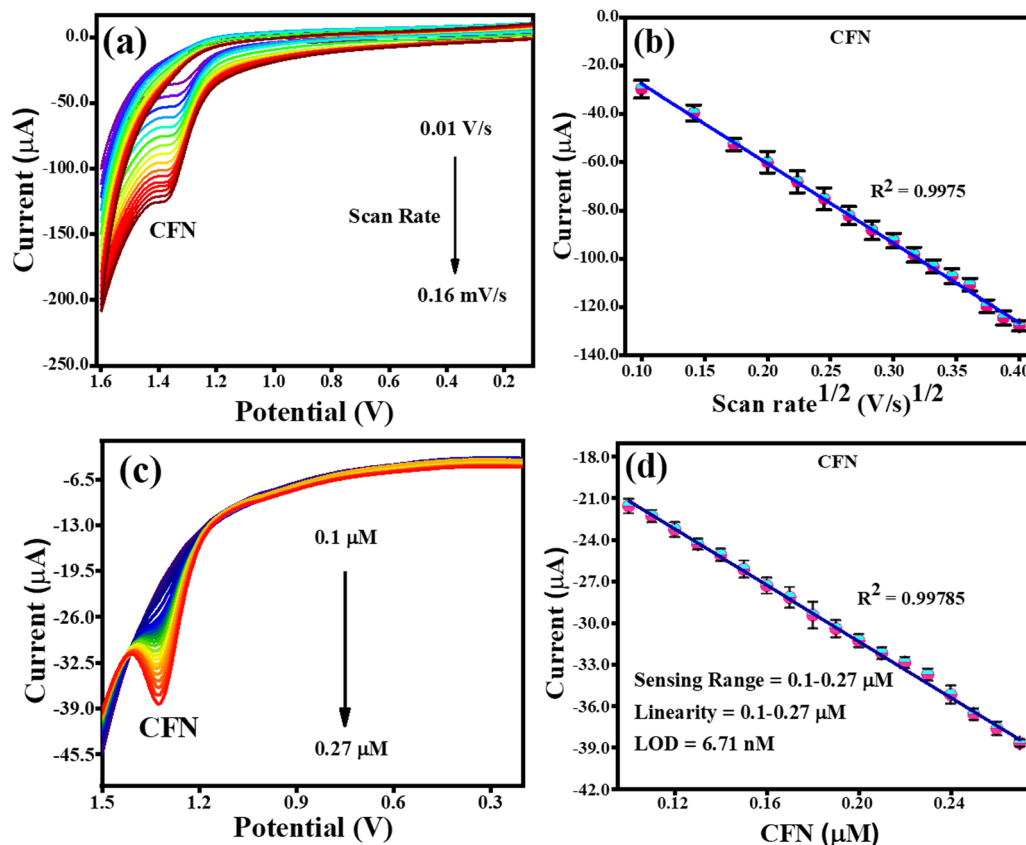 (a)
0.0
-50.0
-100.0
-150.0
-200.0
-250.0
Current (μA)
CFN
0.01 V/s
Scan Rate
0.16 mV/s
1.6 1.4 1.2 1.0 0.8 0.6 0.4 0.2
Potential (V)
(b)
CFN
0.0
-20.0
-40.0
-60.0
-80.0
-100.0
-120.0
-140.0
Current (μA)
R² = 0.9975
0.10 0.15 0.20 0.25 0.30 0.35 0.40
Scan rate^1/2 (V/s)^1/2
(c)
-6.5
-13.0
-19.5
-26.0
-32.5
-39.0
-45.5
Current (μA)
0.1 μM
CFN
0.27 μM
1.5 1.2 0.9 0.6 0.3
Potential (V)
(d)
CFN
-18.0
-21.0
-24.0
-27.0
-30.0
-33.0
-36.0
-39.0
-42.0
Current (μA)
R² = 0.99785
Sensing Range = 0.1-0.27 μM
Linearity = 0.1-0.27 μM
LOD = 6.71 nM
0.12 0.16 0.20 0.24
CFN (μM)